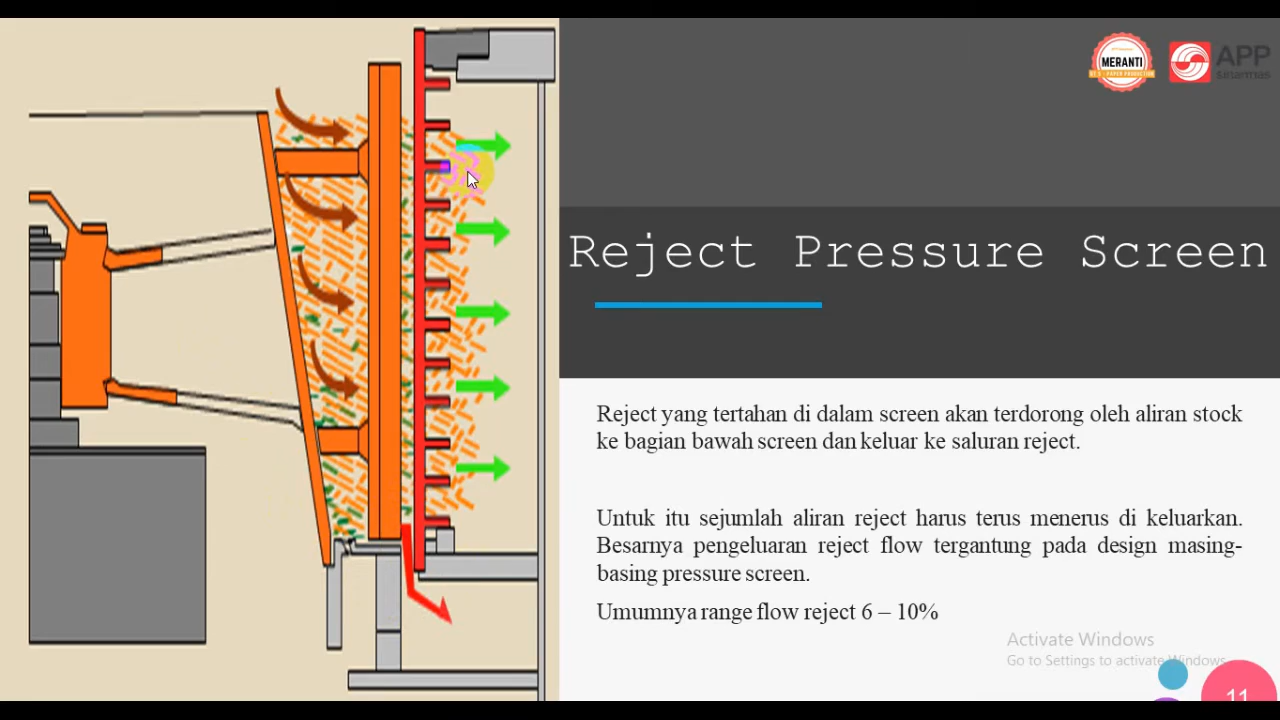 MERANTI
APP
sinarmas
Reject Pressure Screen
Reject yang tertahan di dalam screen akan terdorong oleh aliran stock
ke bagian bawah screen dan keluar ke saluran reject.
Untuk itu sejumlah aliran reject harus terus menerus di keluarkan.
Besarnya pengeluaran reject flow tergantung pada design masing-
basing pressure screen.
Umumnya range flow reject 6 – 10%
Activate Windows
Go to Settings to activate Windows.
11